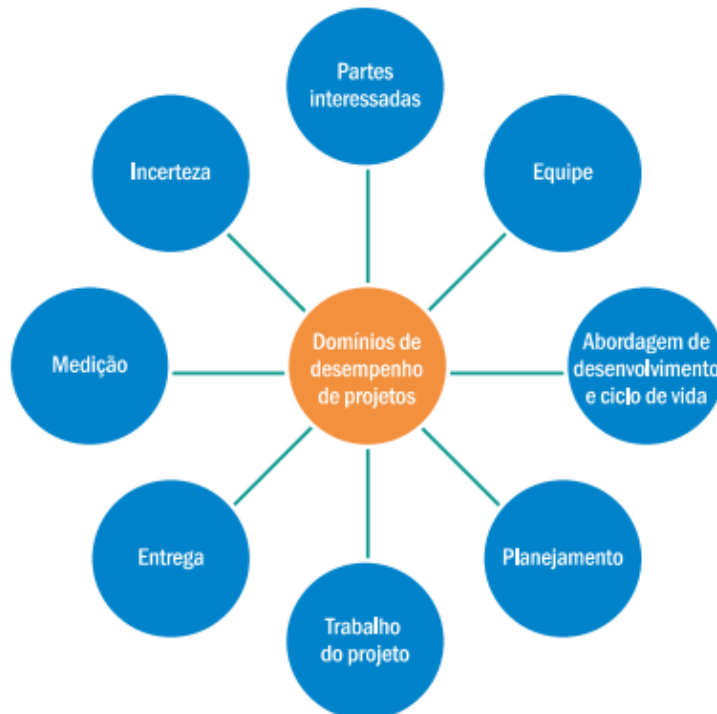 Partes
interessadas
Equipe
Abordagem de
desenvolvimento
e ciclo de vida
Planejamento
Trabalho
do projeto
Entrega
Medição
Incerteza
Domínios de
desempenho
de projetos